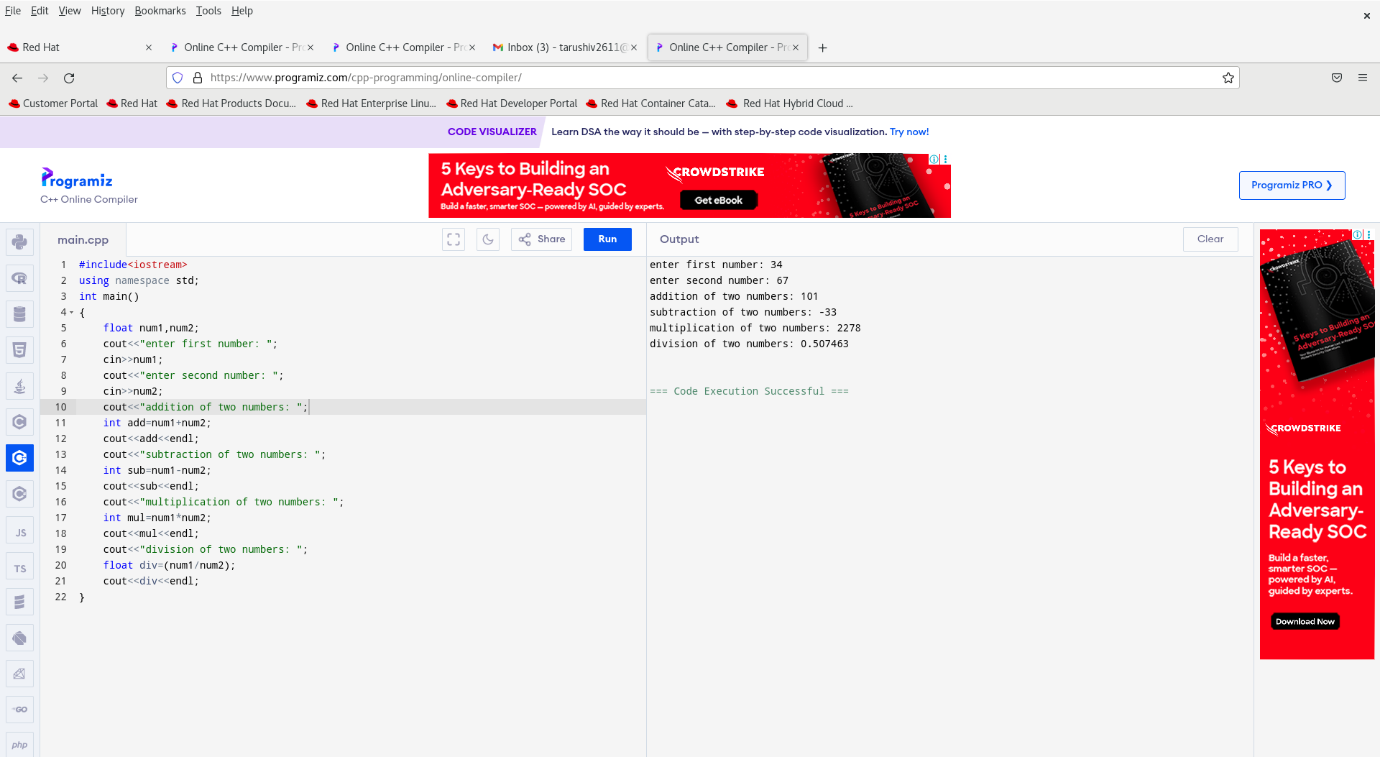 File Edit View History Bookmarks Tools Help
Red Hat
Online C++ Compiler - Pr
Online C++ Compiler - Pr
Inbox (3) - tarushiv2611@
Online C++ Compiler - Pr
https://www.programiz.com/cpp-programming/online-compiler/
Customer Portal Red Hat Red Hat Products Docu... Red Hat Enterprise Linu... Red Hat Developer Portal Red Hat Container Cata... Red Hat Hybrid Cloud ...
CODE VISUALIZER Learn DSA the way it should be — with step-by-step code visualization. Try now!
Programiz
C++ Online Compiler
5 Keys to Building an
Adversary-Ready SOC
Build a faster, smarter SOC — powered by AI, guided by experts.
CROWDSTRIKE
Get eBook
Programiz PRO ❯
main.cpp
Share
Run
Output
Clear
1 #include<iostream>
2 using namespace std;
3 int main()
4 {
5 float num1,num2;
6 cout<<"enter first number: ";
7 cin>>num1;
8 cout<<"enter second number: ";
9 cin>>num2;
10 cout<<"addition of two numbers: ";
11 int add=num1+num2;
12 cout<<add<<endl;
13 cout<<"subtraction of two numbers: ";
14 int sub=num1-num2;
15 cout<<sub<<endl;
16 cout<<"multiplication of two numbers: ";
17 int mul=num1*num2;
18 cout<<mul<<endl;
19 cout<<"division of two numbers: ";
20 float div=(num1/num2);
21 cout<<div<<endl;
22 }
enter first number: 34
enter second number: 67
addition of two numbers: 101
subtraction of two numbers: -33
multiplication of two numbers: 2278
division of two numbers: 0.507463
=== Code Execution Successful ===
JS
TS
GO
php
5 Keys to Building an
Adversary-Ready SOC
CROWDSTRIKE
5 Keys to
Building an
Adversary-
Ready SOC
Build a faster,
smarter SOC —
powered by AI,
guided by experts.
Download Now